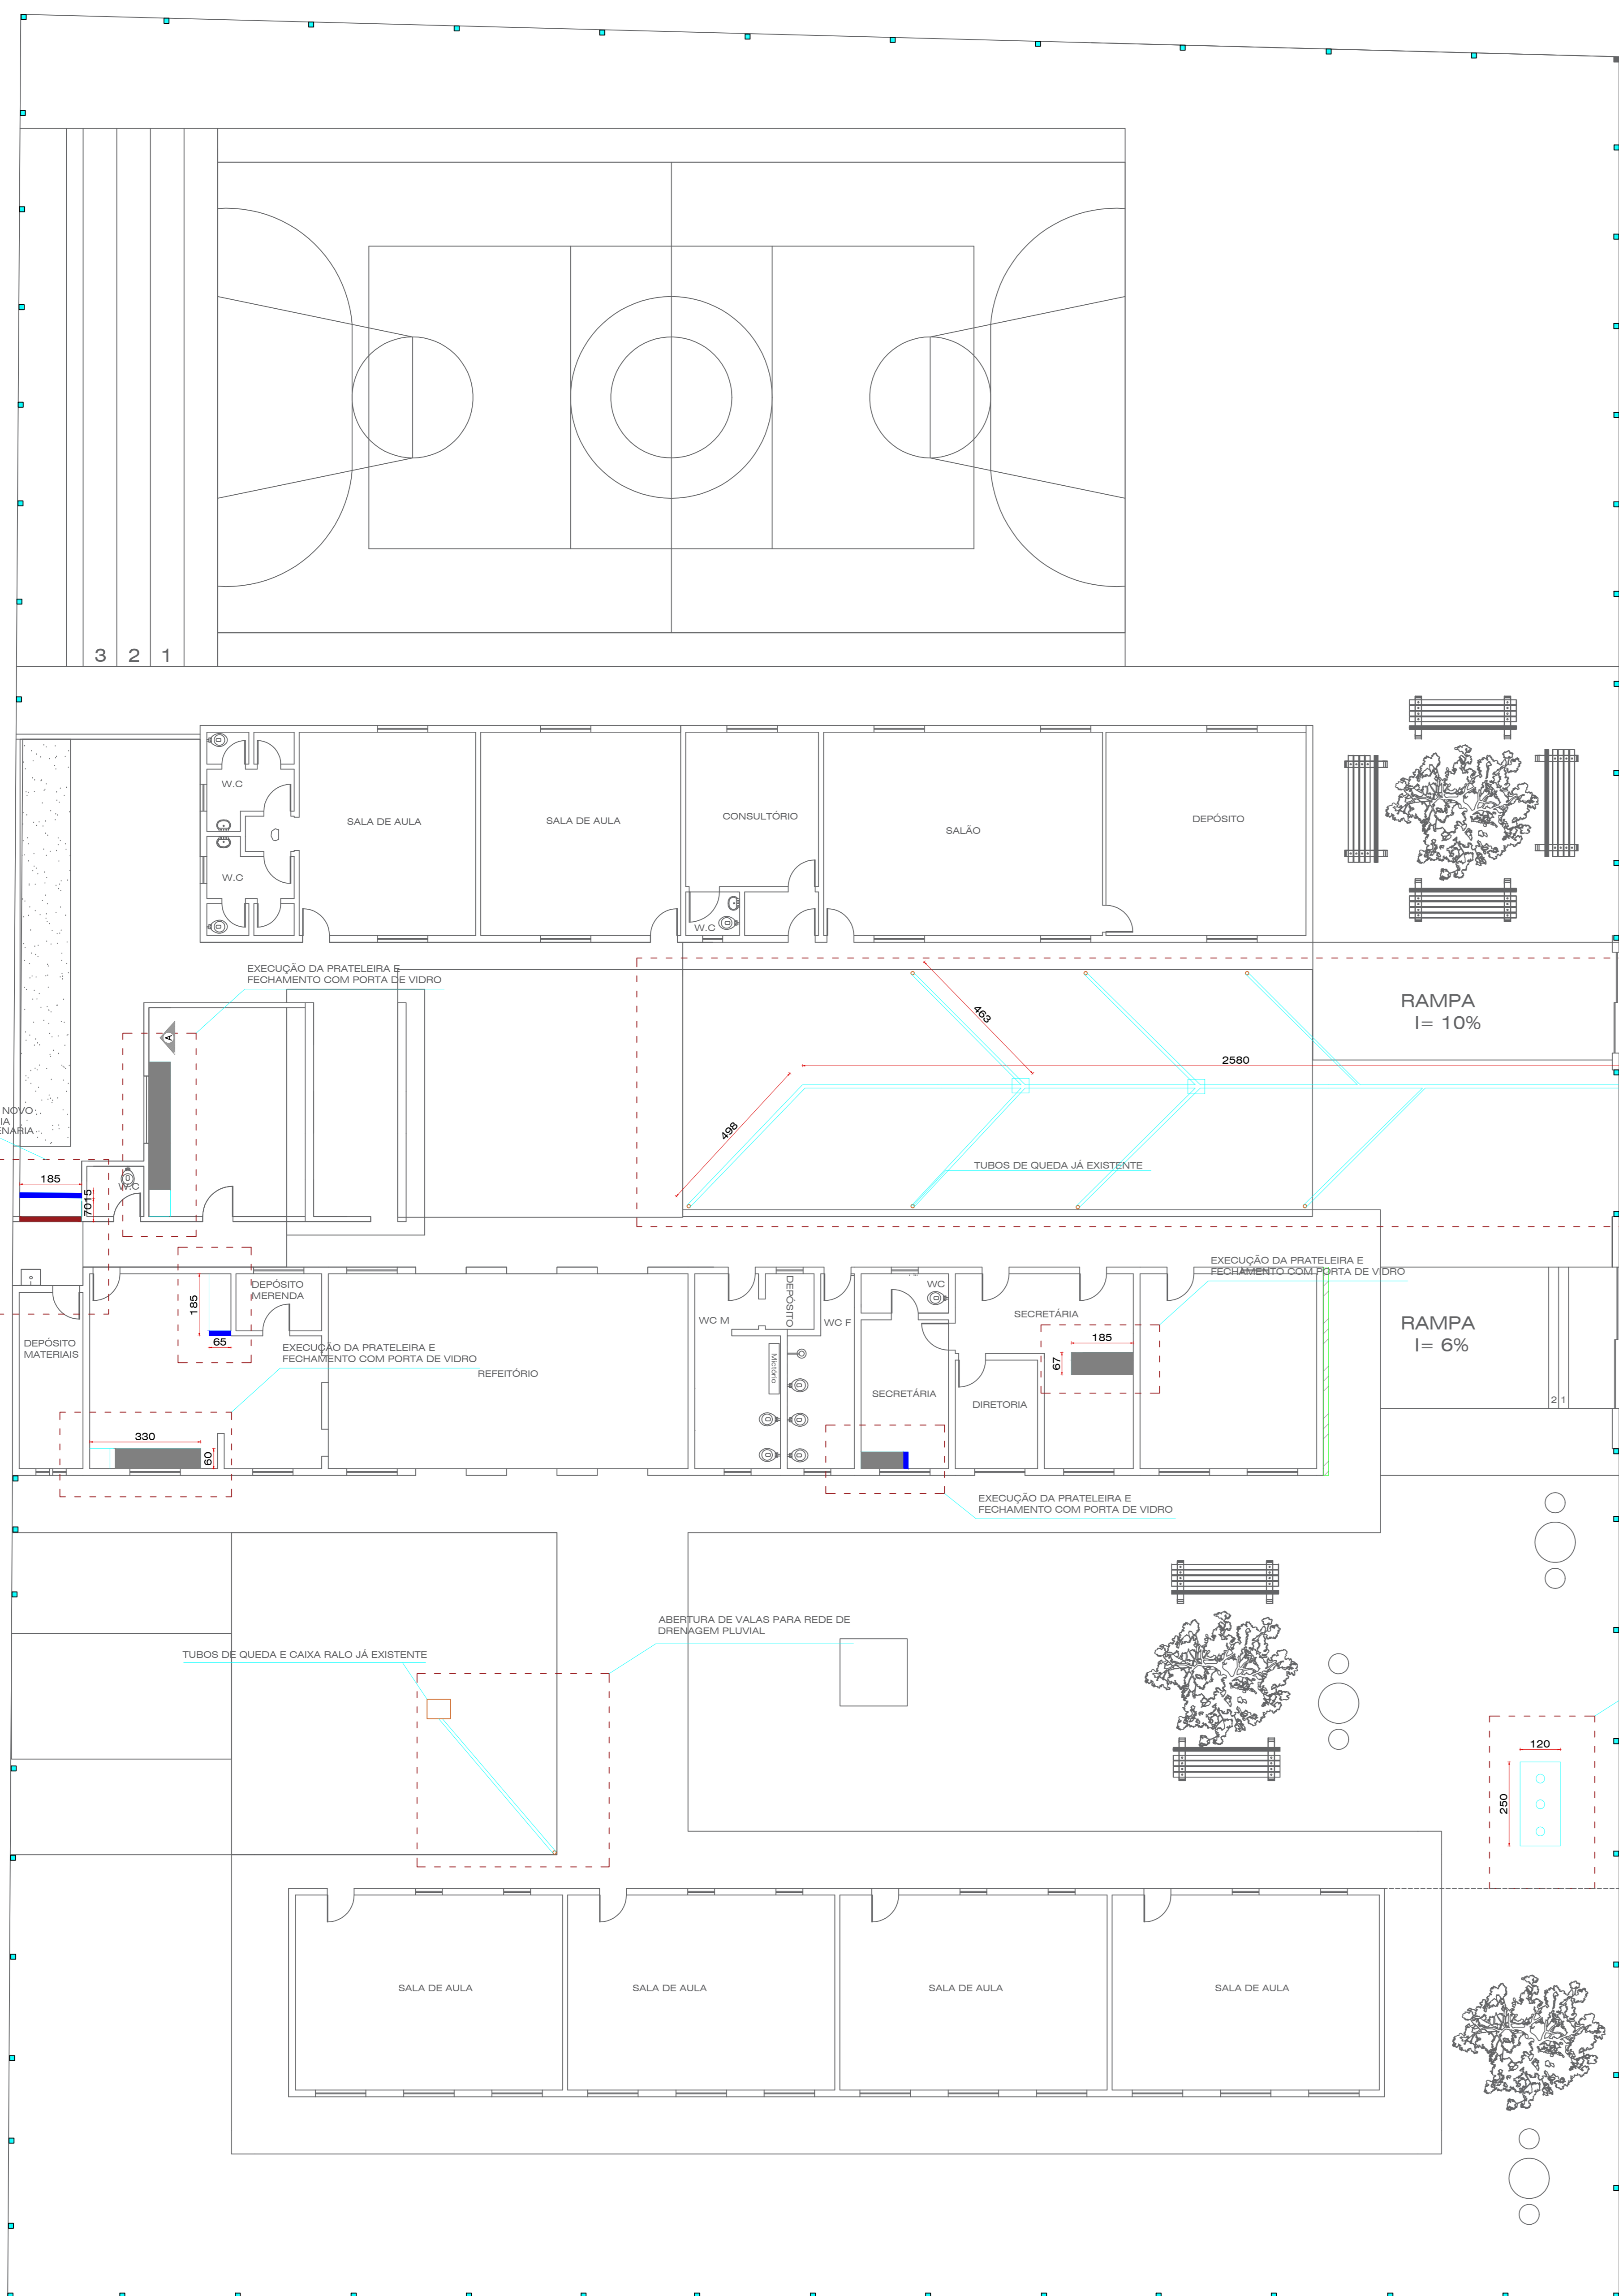 3 2 1
W.C
SALA DE AULA
SALA DE AULA
CONSULTÓRIO
SALÃO
DEPÓSITO
W.C
W.C
EXECUÇÃO DA PRATELEIRA E
FECHAMENTO COM PORTA DE VIDRO
A
RAMPA
I= 10%
463
2580
498
NOVO
TUBOS DE QUEDA JÁ EXISTENTE
185
7015
W.C
EXECUÇÃO DA PRATELEIRA E
FECHAMENTO COM PORTA DE VIDRO
DEPÓSITO
MERENDA
185
65
DEPÓSITO
MATERIAIS
EXECUÇÃO DA PRATELEIRA E
FECHAMENTO COM PORTA DE VIDRO
REFEITÓRIO
WC M
DEPÓSITO
WC F
Mictório
WC
SECRETÁRIA
SECRETÁRIA
DIRETORIA
185
67
RAMPA
I= 6%
2 1
330
60
EXECUÇÃO DA PRATELEIRA E
FECHAMENTO COM PORTA DE VIDRO
ABERTURA DE VALAS PARA REDE DE
DRENAGEM PLUVIAL
TUBOS DE QUEDA E CAIXA RALO JÁ EXISTENTE
120
250
SALA DE AULA
SALA DE AULA
SALA DE AULA
SALA DE AULA